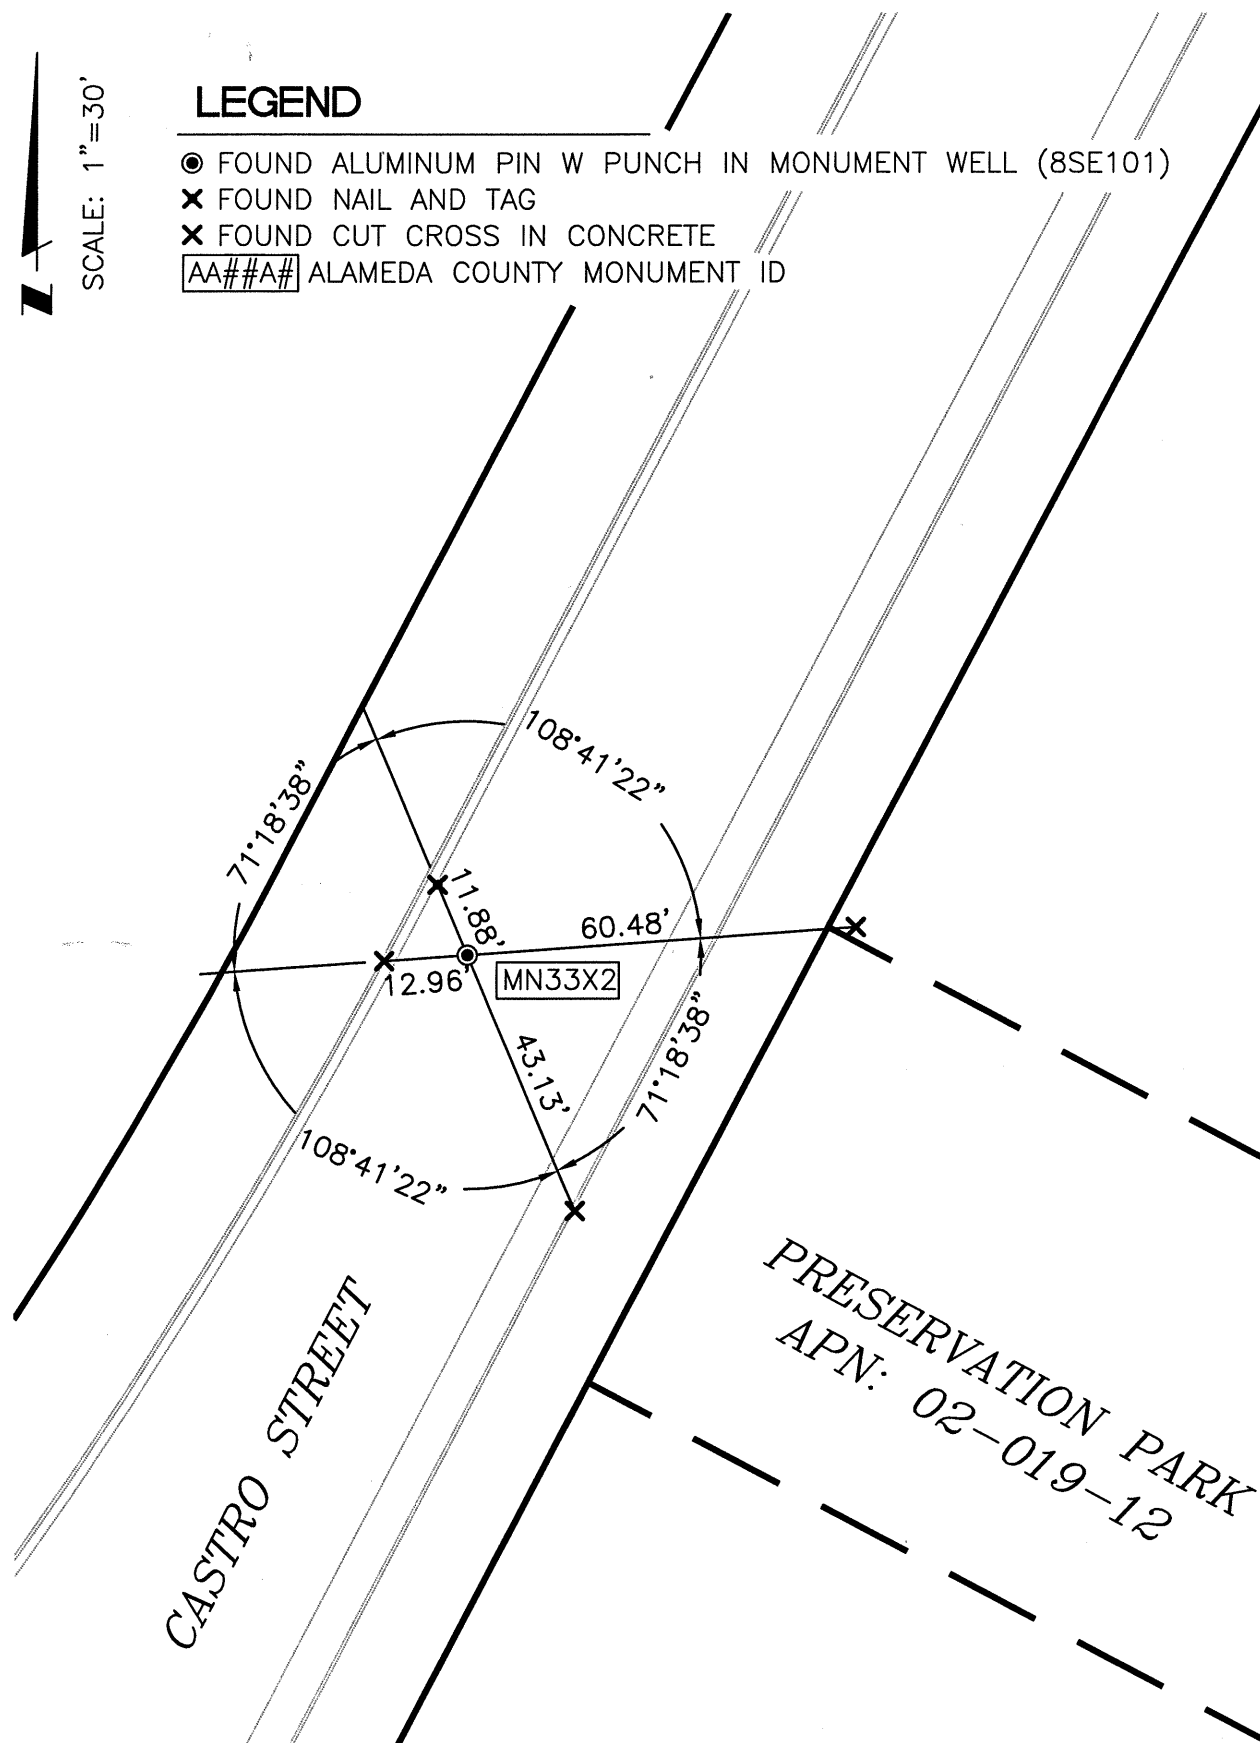 SCALE: 1"=30'
LEGEND
FOUND ALUMINUM PIN W PUNCH IN MONUMENT WELL (8SE101)
FOUND NAIL AND TAG
FOUND CUT CROSS IN CONCRETE
AA##A# ALAMEDA COUNTY MONUMENT ID
108°41'22"
71°18'38"
11.88'
60.48'
12.96'
MN33X2
43.13'
71°18'38"
108°41'22"
CASTRO STREET
PRESERVATION PARK
APN: 02-019-12